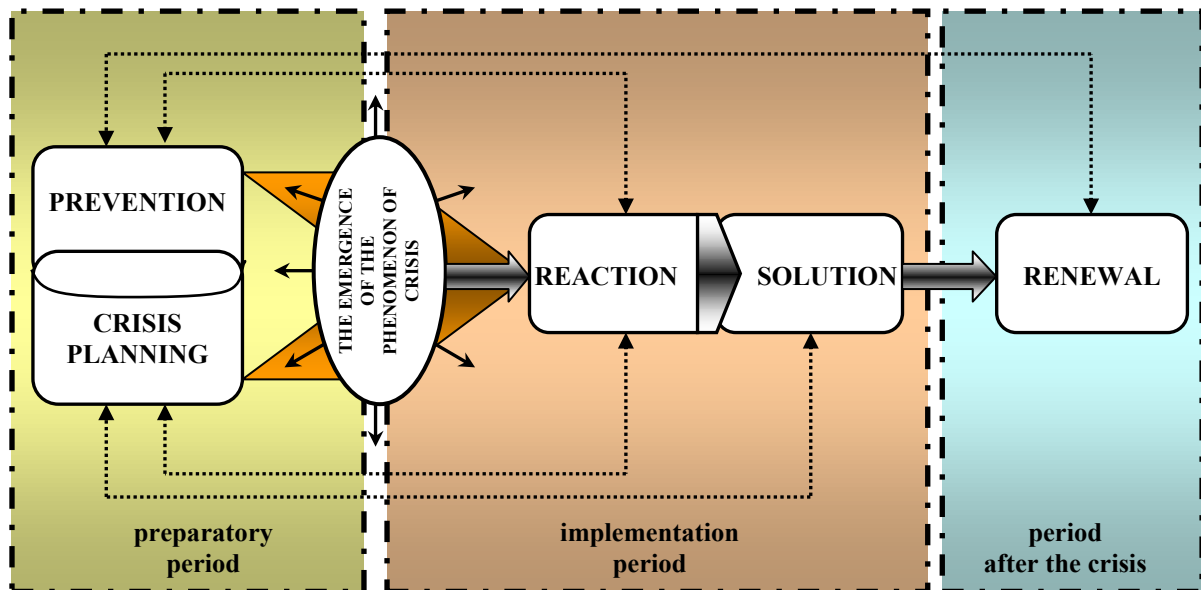 PREVENTION
CRISIS
PLANNING
THE EMERGENCE
OF THE
PHENOMENON OF
CRISIS
REACTION
SOLUTION
RENEWAL
preparatory
period
implementation
period
period
after the crisis